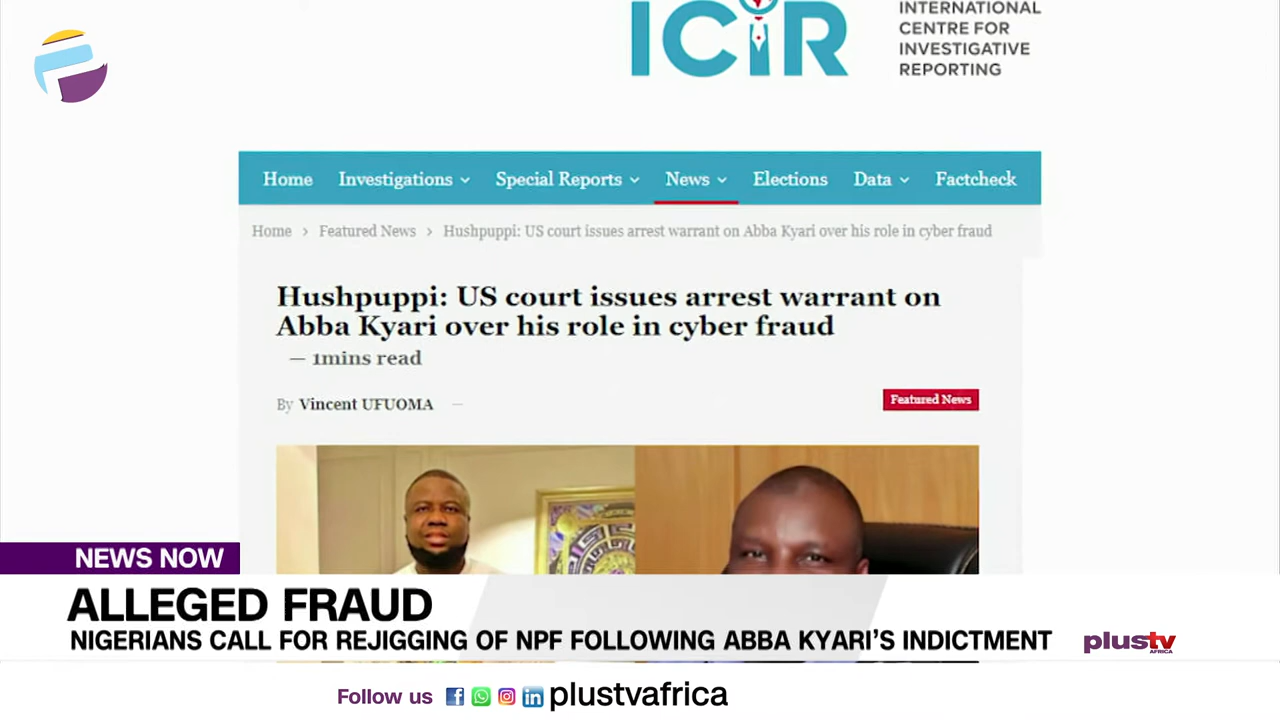 ICIR
INTERNATIONAL
CENTRE FOR
INVESTIGATIVE
REPORTING
Home Investigations Special Reports News Elections Data Factcheck
Home > Featured News > Hushpuppi: US court issues arrest warrant on Abba Kyari over his role in cyber fraud
Hushpuppi: US court issues arrest warrant on
Abba Kyari over his role in cyber fraud
— 1mins read
By Vincent UFUOMA —
Featured News
NEWS NOW
ALLEGED FRAUD
NIGERIANS CALL FOR REJIGGING OF NPF FOLLOWING ABBA KYARI'S INDICTMENT
plustv
AFRICA
Follow us plustvafrica